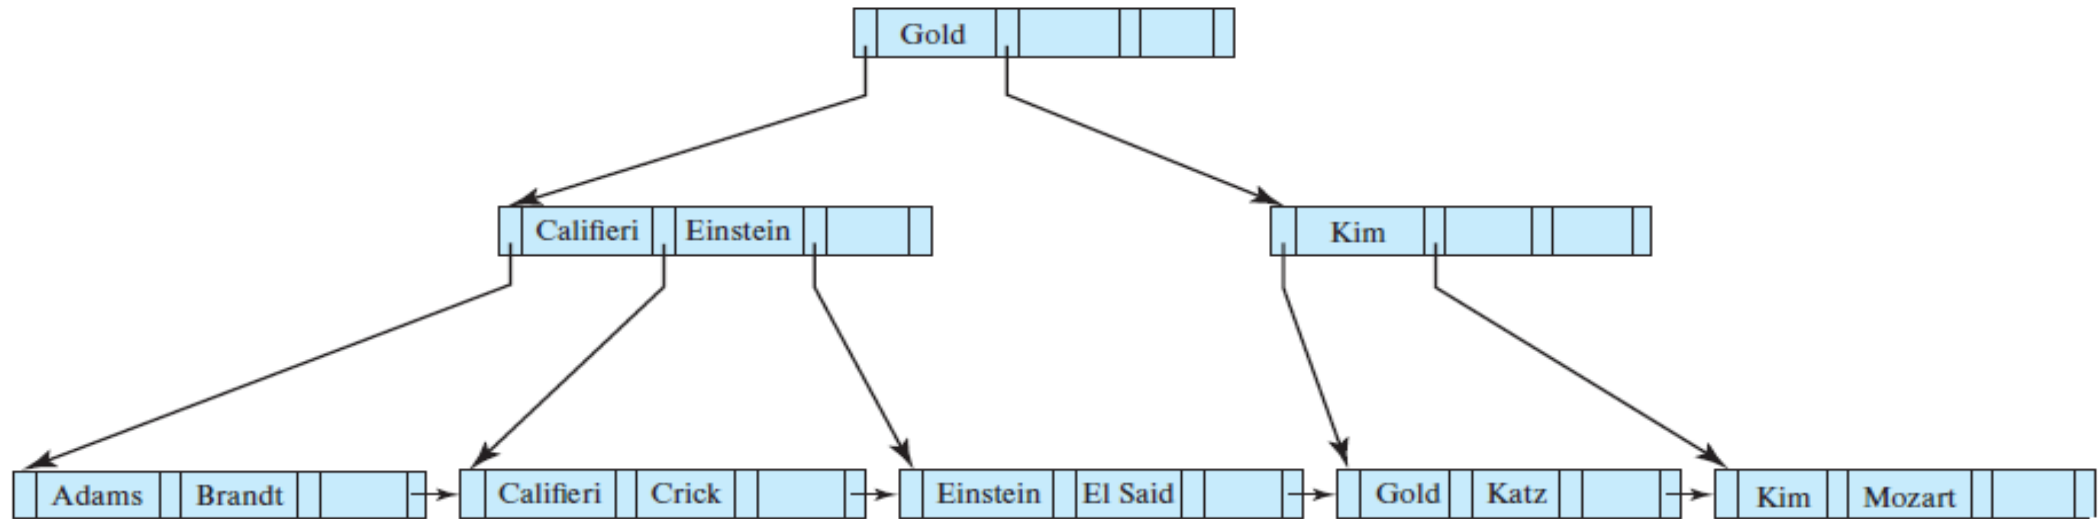 Gold
Califieri Einstein
Kim
Adams Brandt
Califieri Crick
Einstein El Said
Gold Katz
Kim Mozart